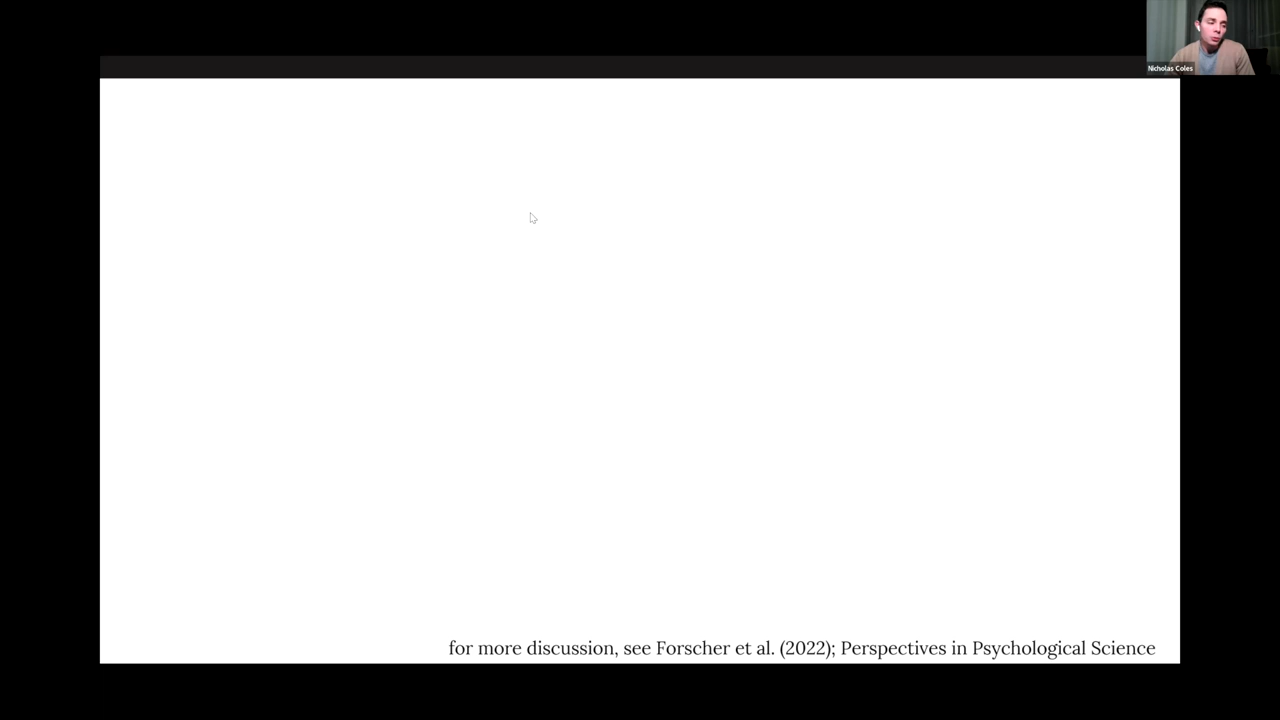 Nicholas Coles
for more discussion, see Forscher et al. (2022); Perspectives in Psychological Science